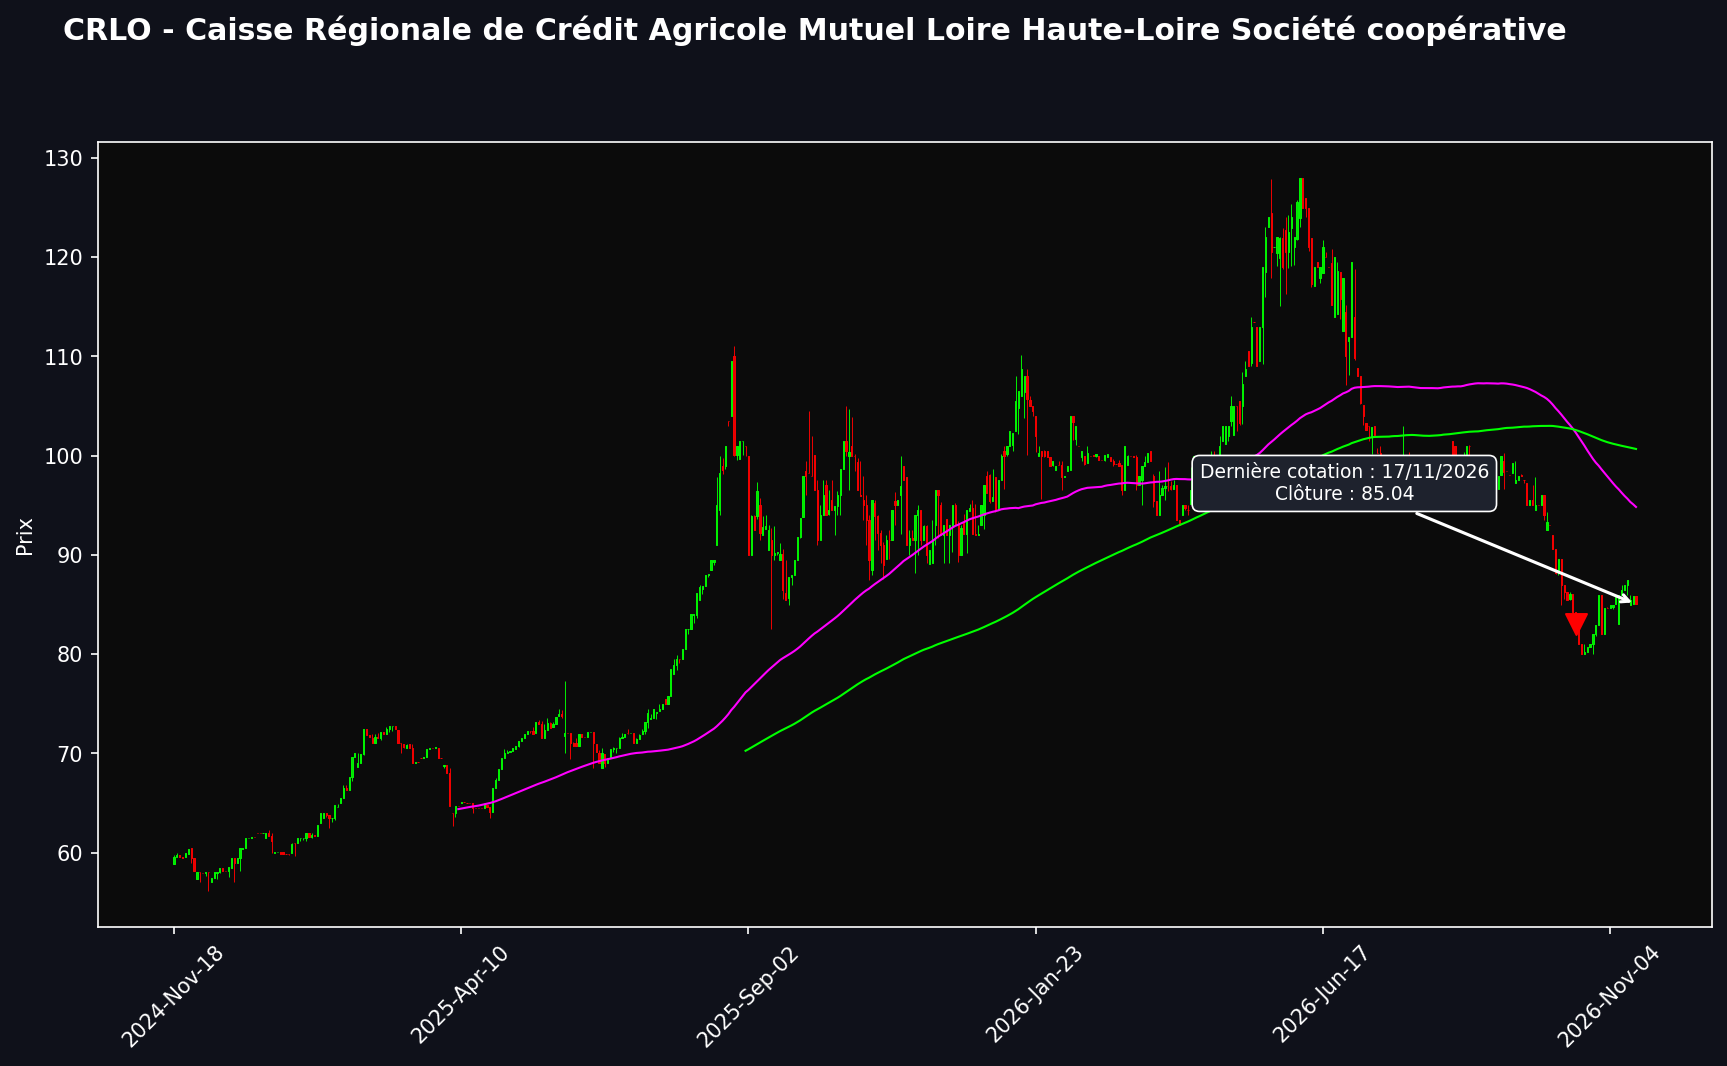 CRLO - Caisse Régionale de Crédit Agricole Mutuel Loire Haute-Loire Société coopérative
130
120
110
100
90
80
70
60
Prix
Dernière cotation : 17/11/2026
Clôture : 85.04
2024-Nov-18
2025-Apr-10
2025-Sep-02
2026-Jan-23
2026-Jun-17
2026-Nov-04